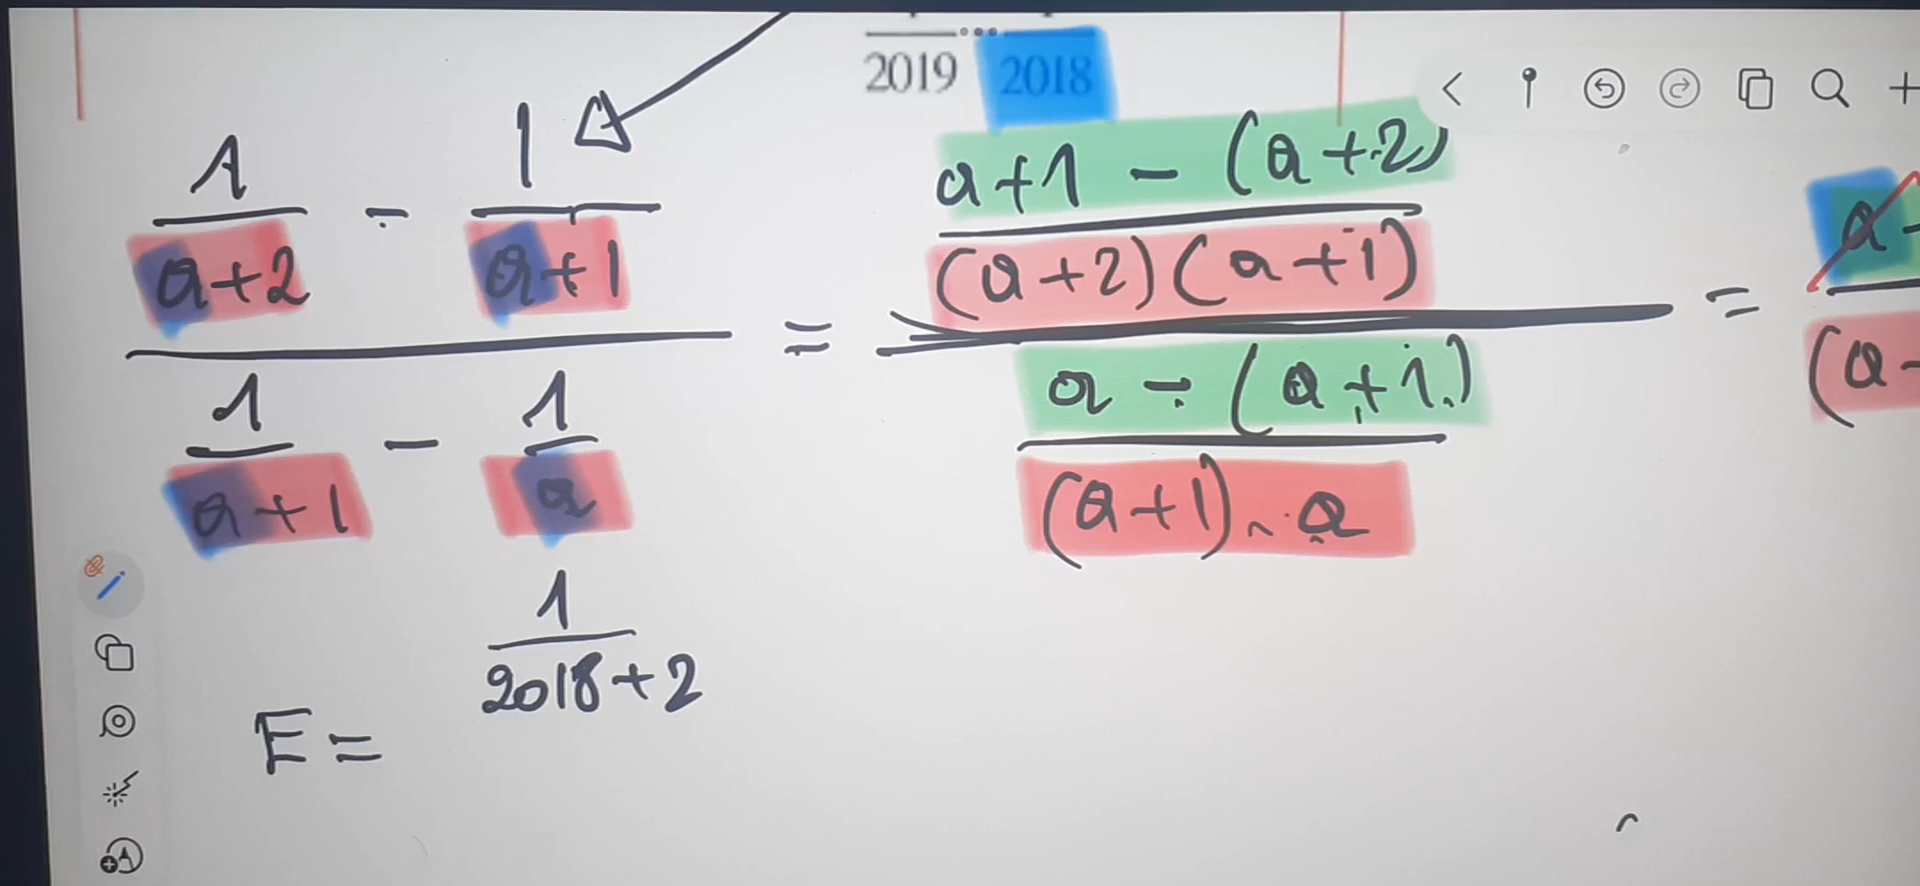 2019 2018
1/(a+2) - 1/(a+1) = (a+1 - (a+2))/((a+2)(a+1)) =
1/(a+1) - 1/a
(a - (a+1))/((a+1) · a)
a
(a
E = 1/(2018+2)